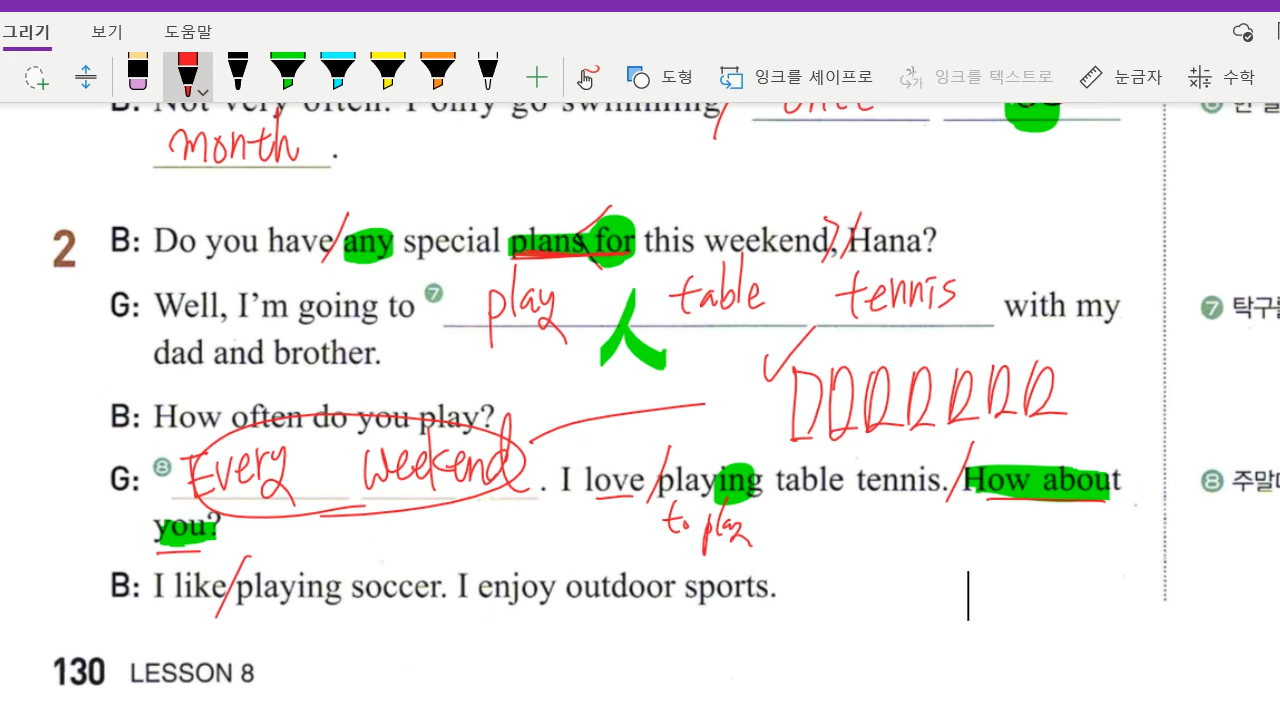 그리기 보기 도움말
도형 잉크를 셰이프로 잉크를 텍스트로 눈금자 수학
B: Not very often. I only go swimming / once
month.
2 B: Do you have / any special plans for this weekend, / Hana?
G: Well, I'm going to ⑦ play table tennis with my
⑦ 탁구를
dad and brother.
B: How often do you play?
G: ⑧ Every weekend. I love / playing table tennis. / How about
⑧ 주말마
you?
to play
B: I like / playing soccer. I enjoy outdoor sports.
130 LESSON 8